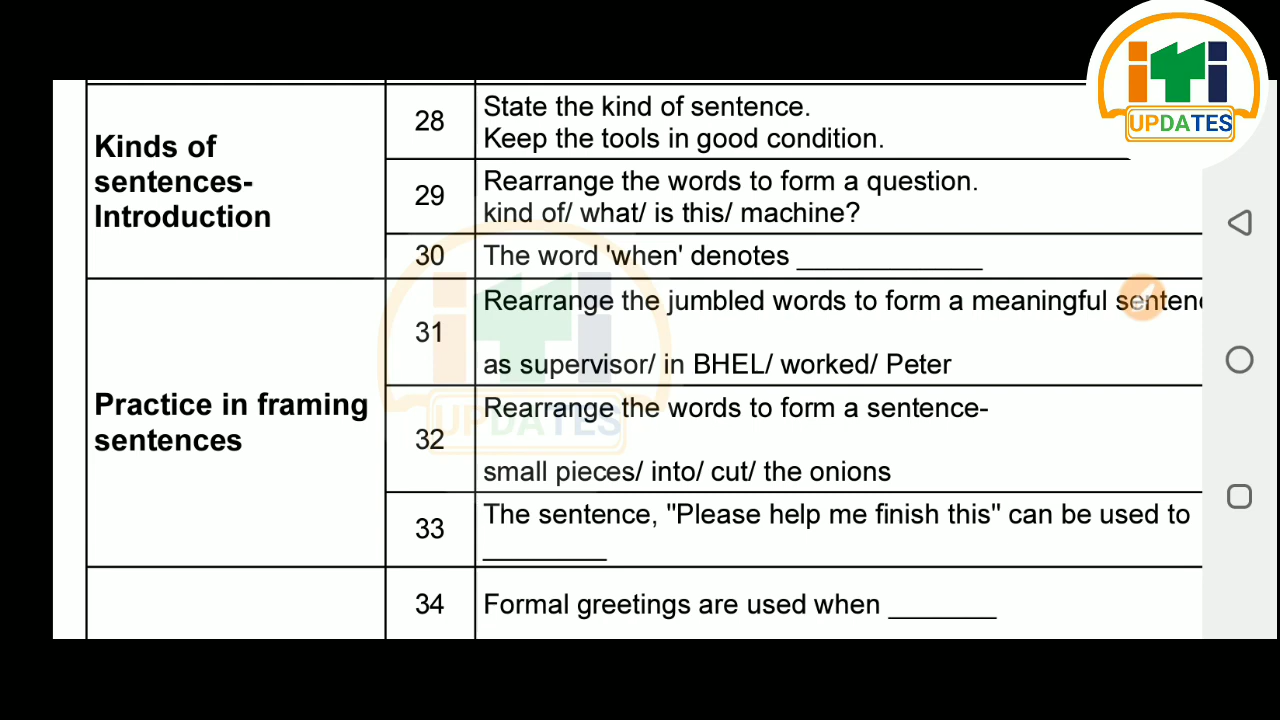 iTi
UPDATES
Kinds of
sentences-
Introduction
28
State the kind of sentence.
Keep the tools in good condition.
29
Rearrange the words to form a question.
kind of/ what/ is this/ machine?
30
The word 'when' denotes ____________
Practice in framing
sentences
31
Rearrange the jumbled words to form a meaningful sentenc
as supervisor/ in BHEL/ worked/ Peter
32
Rearrange the words to form a sentence-
small pieces/ into/ cut/ the onions
33
The sentence, "Please help me finish this" can be used to
________
34
Formal greetings are used when _______
iTi
UPDATES